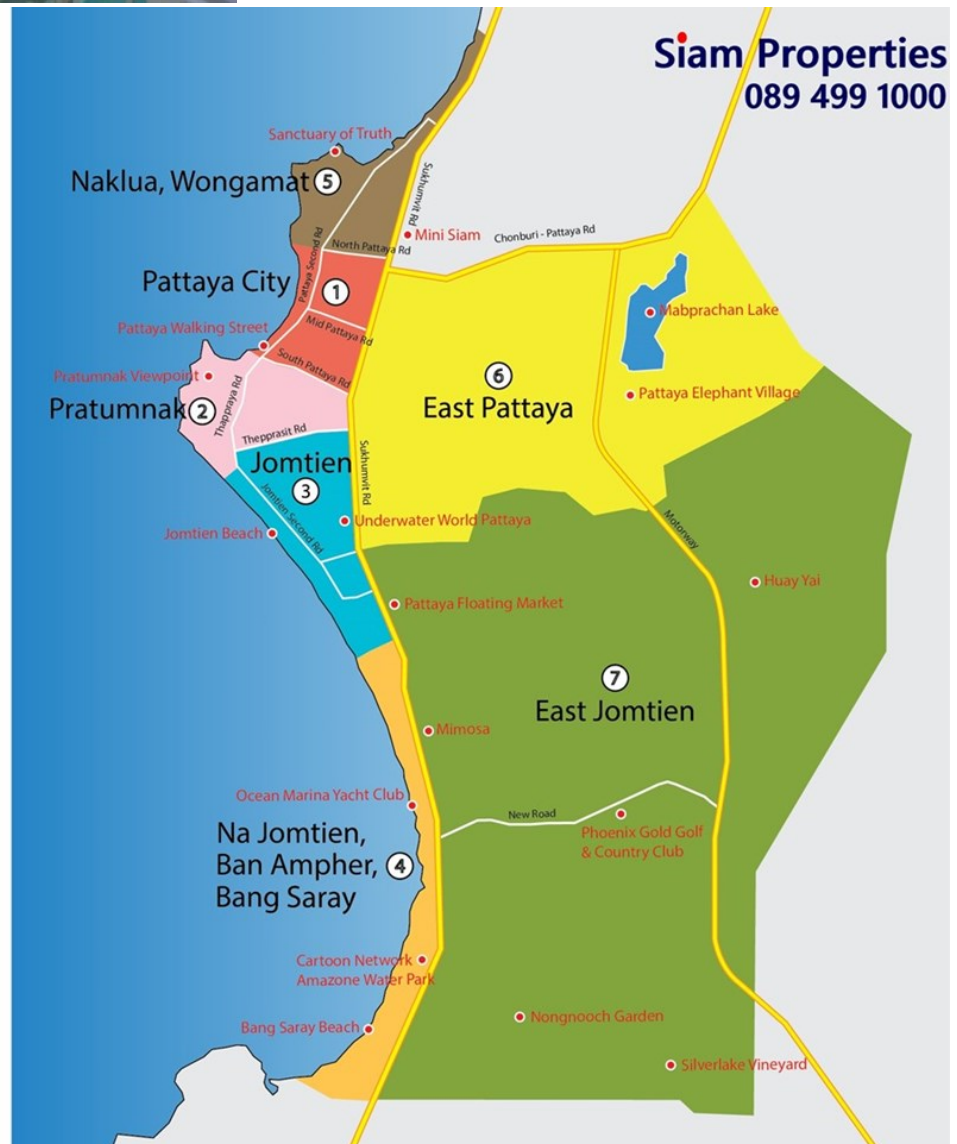 Siam Properties
089 499 1000
Sanctuary of Truth
Naklua, Wongamat 5
Sukhumvit Rd
Mini Siam
Chonburi - Pattaya Rd
North Pattaya Rd
Pattaya Second Rd
Pattaya City
1
Mabprachan Lake
Mid Pattaya Rd
Pattaya Walking Street
South Pattaya Rd
Pratumnak Viewpoint
6
East Pattaya
Pattaya Elephant Village
Pratumnak 2
Thappraya Rd
Thepprasit Rd
Jomtien
3
Sukhumvit Rd
Jomtien Second Rd
Underwater World Pattaya
Jomtien Beach
Motorway
Huay Yai
Pattaya Floating Market
7
East Jomtien
Mimosa
Ocean Marina Yacht Club
New Road
Phoenix Gold Golf
& Country Club
Na Jomtien,
Ban Ampher,
Bang Saray
4
Cartoon Network
Amazone Water Park
Nongnooch Garden
Bang Saray Beach
Silverlake Vineyard